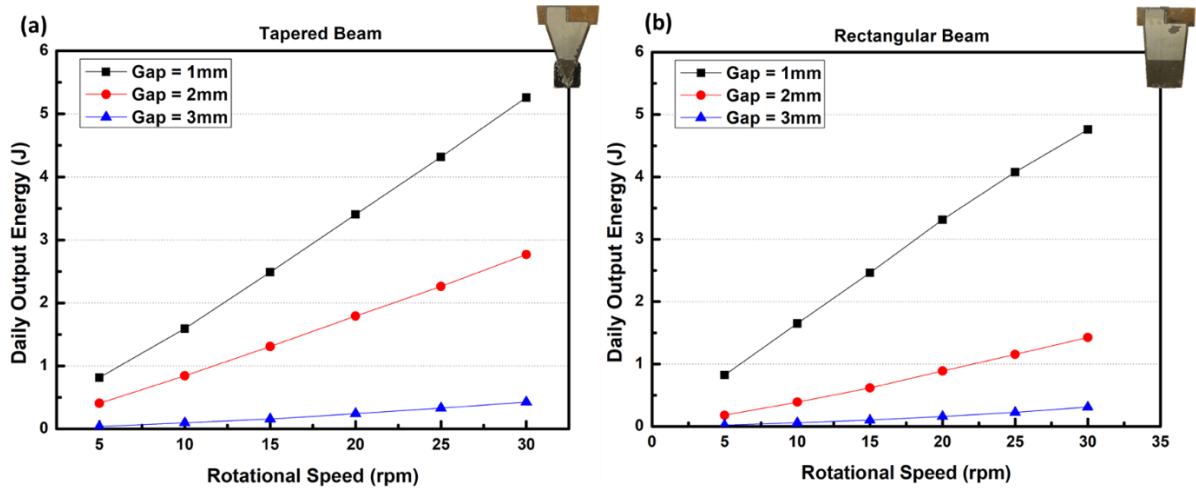 (a)
Tapered Beam
Gap = 1mm
Gap = 2mm
Gap = 3mm
6
5
4
3
2
1
0
Daily Output Energy (J)
5 10 15 20 25 30
Rotational Speed (rpm)
(b)
Rectangular Beam
Gap = 1mm
Gap = 2mm
Gap = 3mm
6
5
4
3
2
1
0
Daily Output Energy (J)
0 5 10 15 20 25 30 35
Rotational Speed (rpm)